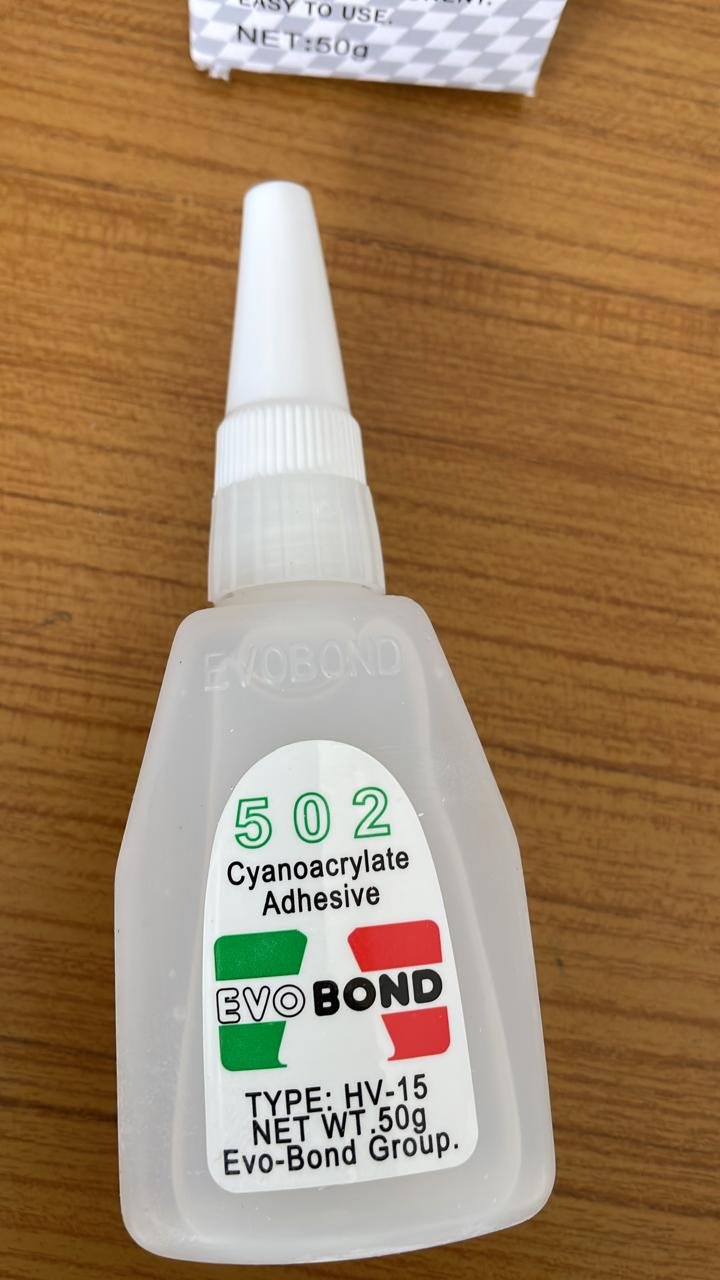 EASY TO USE.
NET:50g
EVOBOND
502
Cyanoacrylate
Adhesive
EVO BOND
TYPE: HV-15
NET WT.50g
Evo-Bond Group.